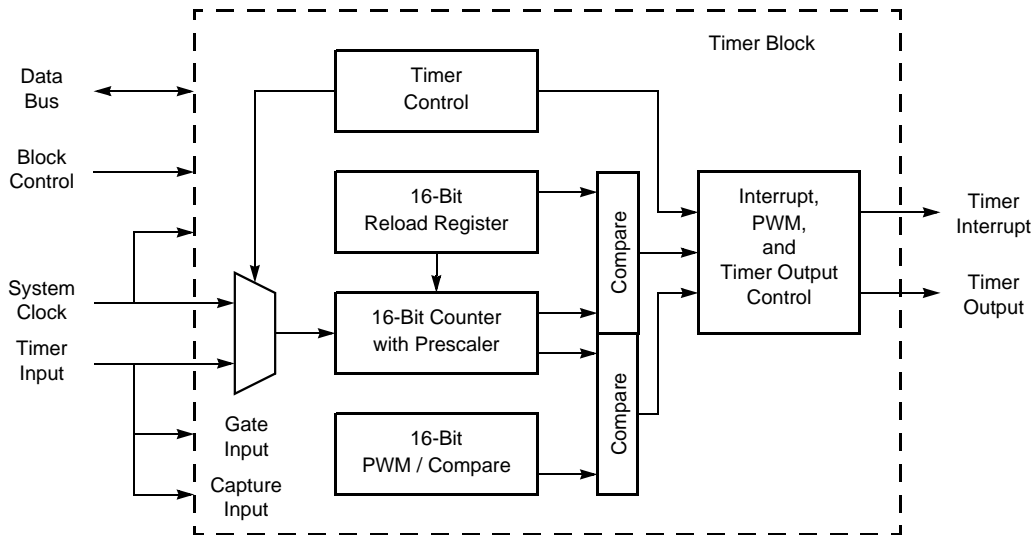 Timer Block
Data
Bus
Timer
Control
Block
Control
16-Bit
Reload Register
Compare
Interrupt,
PWM,
and
Timer Output
Control
Timer
Interrupt
System
Clock
16-Bit Counter
with Prescaler
Timer
Output
Timer
Input
Compare
Gate
Input
16-Bit
PWM / Compare
Capture
Input